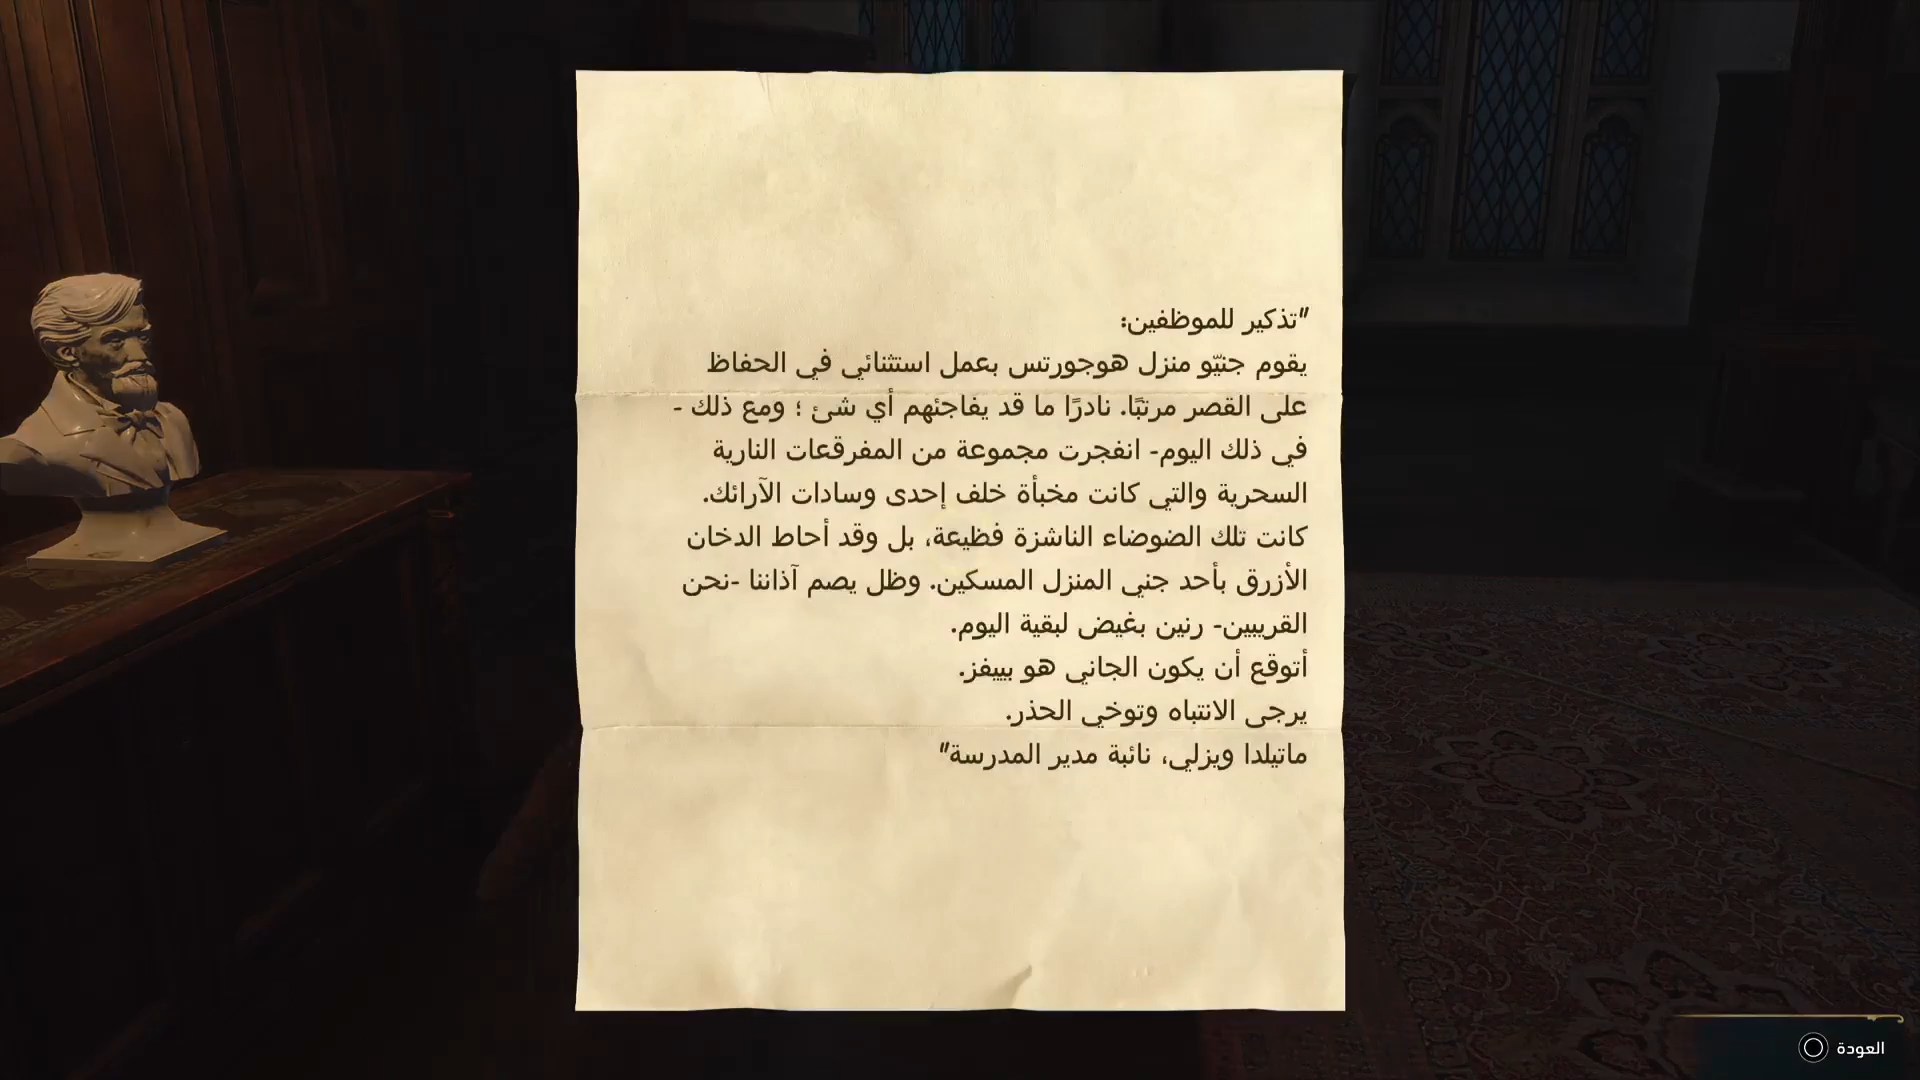 "تذكير للموظفين:
يقوم جنيّو منزل هوجورتس بعمل استثنائي في الحفاظ
على القصر مرتبًا. نادرًا ما قد يفاجئهم أي شئ ؛ ومع ذلك -
في ذلك اليوم- انفجرت مجموعة من المفرقعات النارية
السحرية والتي كانت مخبأة خلف إحدى وسادات الآرائك.
كانت تلك الضوضاء الناشزة فظيعة، بل وقد أحاط الدخان
الأزرق بأحد جني المنزل المسكين. وظل يصم آذاننا -نحن
القريبين- رنين بغيض لبقية اليوم.
أتوقع أن يكون الجاني هو بييفز.
يرجى الانتباه وتوخي الحذر.
ماتيلدا ويزلي، نائبة مدير المدرسة"
العودة